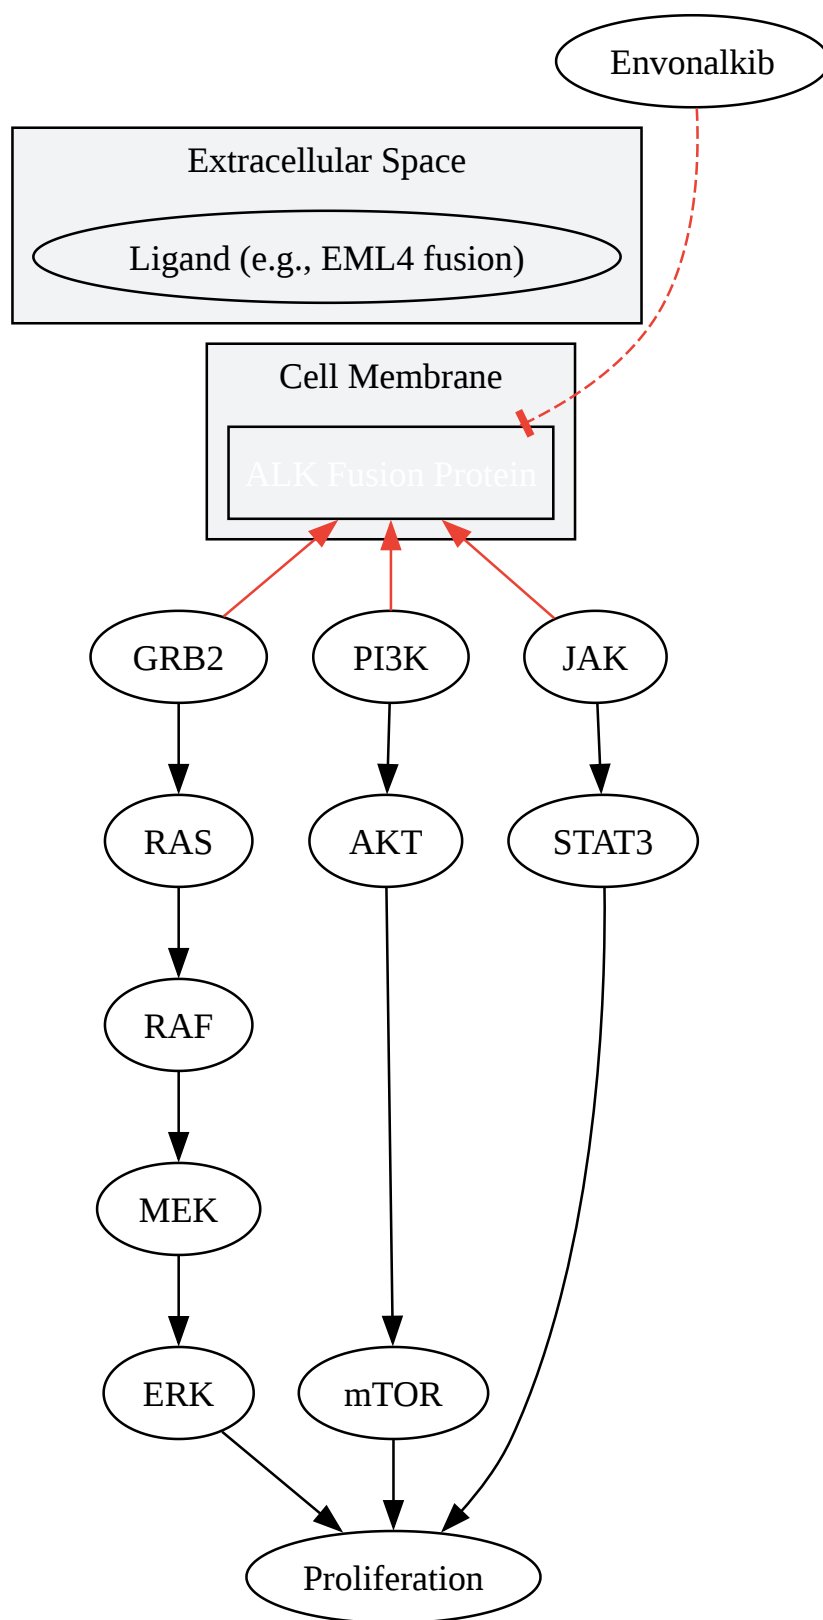 Envonalkib
Extracellular Space
Ligand (e.g., EML4 fusion)
Cell Membrane
ALK Fusion Protein
GRB2
PI3K
JAK
RAS
AKT
STAT3
RAF
MEK
ERK
mTOR
Proliferation